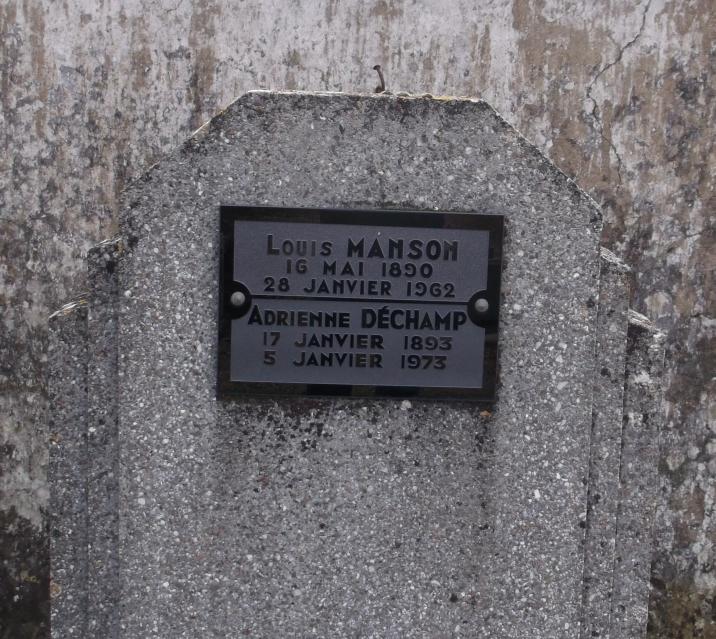 Louis MANSON
16 MAI 1890
28 JANVIER 1962
ADRIENNE DÉCHAMP
17 JANVIER 1893
5 JANVIER 1973